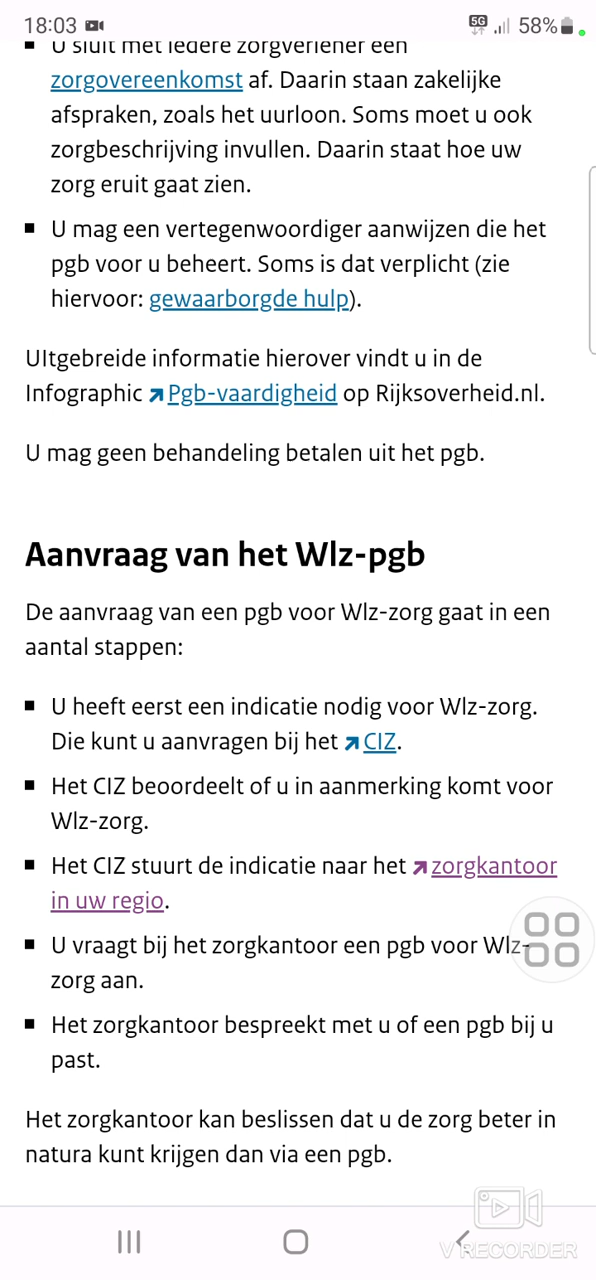 18:03
5G
58%
U sluit met iedere zorgverlener een
zorgovereenkomst af. Daarin staan zakelijke
afspraken, zoals het uurloon. Soms moet u ook
zorgbeschrijving invullen. Daarin staat hoe uw
zorg eruit gaat zien.
U mag een vertegenwoordiger aanwijzen die het
pgb voor u beheert. Soms is dat verplicht (zie
hiervoor: gewaarborgde hulp).
UItgebreide informatie hierover vindt u in de
Infographic Pgb-vaardigheid op Rijksoverheid.nl.
U mag geen behandeling betalen uit het pgb.
Aanvraag van het Wlz-pgb
De aanvraag van een pgb voor Wlz-zorg gaat in een
aantal stappen:
U heeft eerst een indicatie nodig voor Wlz-zorg.
Die kunt u aanvragen bij het CIZ.
Het CIZ beoordeelt of u in aanmerking komt voor
Wlz-zorg.
Het CIZ stuurt de indicatie naar het zorgkantoor
in uw regio.
U vraagt bij het zorgkantoor een pgb voor Wlz-
zorg aan.
Het zorgkantoor bespreekt met u of een pgb bij u
past.
Het zorgkantoor kan beslissen dat u de zorg beter in
natura kunt krijgen dan via een pgb.
V RECORDER